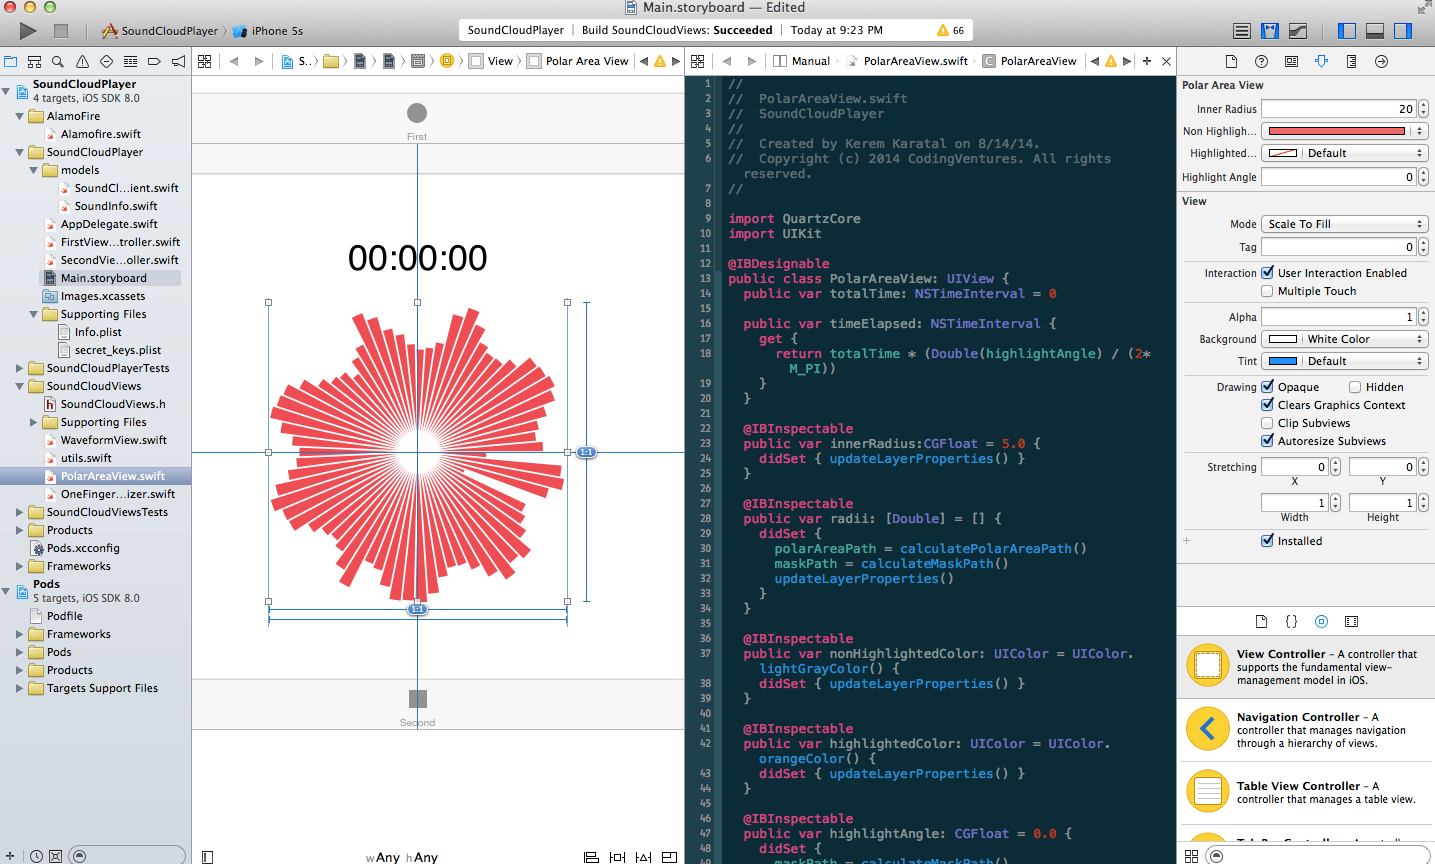 Main.storyboard — Edited
SoundCloudPlayer
iPhone 5s
SoundCloudPlayer
Build SoundCloudViews: Succeeded
Today at 9:23 PM
66
SoundCloudPlayer
4 targets, iOS SDK 8.0
AlamoFire
Alamofire.swift
SoundCloudPlayer
models
SoundCl...ient.swift
SoundInfo.swift
AppDelegate.swift
FirstView...troller.swift
SecondVie...oller.swift
Main.storyboard
Images.xcassets
Supporting Files
Info.plist
secret_keys.plist
SoundCloudPlayerTests
SoundCloudViews
SoundCloudViews.h
Supporting Files
WaveformView.swift
utils.swift
PolarAreaView.swift
OneFinger...izer.swift
SoundCloudViewsTests
Products
Pods.xcconfig
Frameworks
Pods
5 targets, iOS SDK 8.0
Podfile
Frameworks
Pods
Products
Targets Support Files
S...
View
Polar Area View
First
00:00:00
1:1
1:1
Second
wAny hAny
Manual
PolarAreaView.swift
C PolarAreaView
1 //
2 //  PolarAreaView.swift
3 //  SoundCloudPlayer
4 //
5 //  Created by Kerem Karatal on 8/14/14.
6 //  Copyright (c) 2014 CodingVentures. All rights
reserved.
7 //
8
9 import QuartzCore
10 import UIKit
11
12 @IBDesignable
13 public class PolarAreaView: UIView {
14 public var totalTime: NSTimeInterval = 0
15
16 public var timeElapsed: NSTimeInterval {
17 get {
18 return totalTime * (Double(highlightAngle) / (2*
M_PI))
19 }
20 }
21
22 @IBInspectable
23 public var innerRadius:CGFloat = 5.0 {
24 didSet { updateLayerProperties() }
25 }
26
27 @IBInspectable
28 public var radii: [Double] = [] {
29 didSet {
30 polarAreaPath = calculatePolarAreaPath()
31 maskPath = calculateMaskPath()
32 updateLayerProperties()
33 }
34 }
35
36 @IBInspectable
37 public var nonHighlightedColor: UIColor = UIColor.
lightGrayColor() {
38 didSet { updateLayerProperties() }
39 }
40
41 @IBInspectable
42 public var highlightedColor: UIColor = UIColor.
orangeColor() {
43 didSet { updateLayerProperties() }
44 }
45
46 @IBInspectable
47 public var highlightAngle: CGFloat = 0.0 {
48 didSet {
49 maskPath = calculateMaskPath()
Polar Area View
Inner Radius 20
Non Highligh...
Highlighted... Default
Highlight Angle 0
View
Mode Scale To Fill
Tag 0
Interaction User Interaction Enabled
Multiple Touch
Alpha 1
Background White Color
Tint Default
Drawing Opaque Hidden
Clears Graphics Context
Clip Subviews
Autoresize Subviews
Stretching 0 0
X Y
1 1
Width Height
+ Installed
View Controller - A controller that
supports the fundamental view-
management model in iOS.
Navigation Controller - A
controller that manages navigation
through a hierarchy of views.
Table View Controller - A
controller that manages a table view.